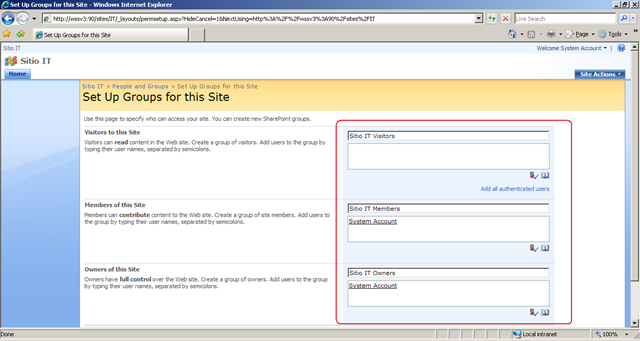 Set Up Groups for this Site - Windows Internet Explorer
http://wssv3:90/sites/IT/_layouts/permsetup.aspx?HideCancel=1&NextUsing=http%3A%2F%2Fwssv3%3A90%2Fsites%2FIT
Live Search
Set Up Groups for this Site
Page
Tools
Sitio IT
Welcome System Account
Sitio IT
Home
Site Actions
Sitio IT > People and Groups > Set Up Groups for this Site
Set Up Groups for this Site
Use this page to specify who can access your site. You can create new SharePoint groups.
Visitors to this Site
Visitors can read content in the Web site. Create a group of visitors. Add users to the group by
typing their user names, separated by semicolons.
Sitio IT Visitors
Add all authenticated users
Members of this Site
Members can contribute content to the Web site. Create a group of site members. Add users to
the group by typing their user names, separated by semicolons.
Sitio IT Members
System Account
Owners of this Site
Owners have full control over the Web site. Create a group of owners. Add users to the group
by typing their user names, separated by semicolons.
Sitio IT Owners
System Account
Done
Local intranet
100%